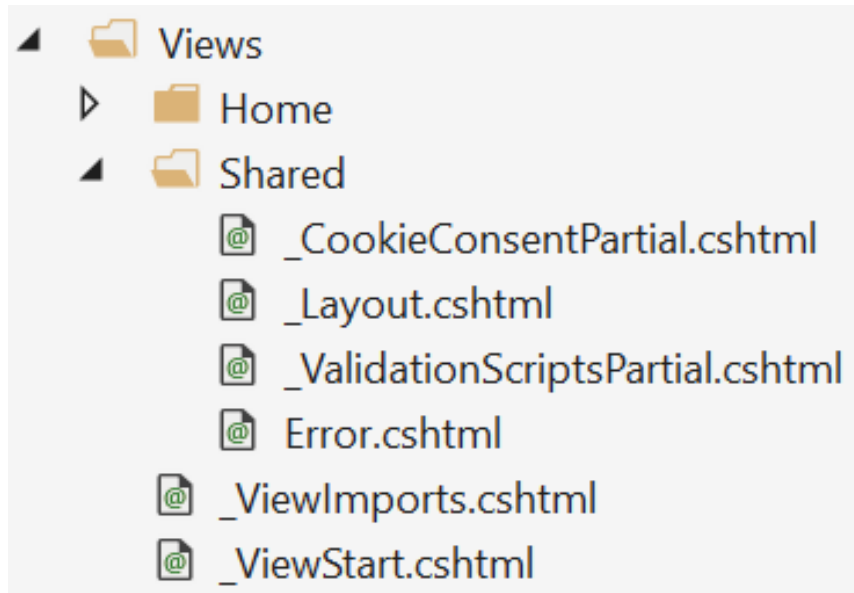 Views
Home
Shared
_CookieConsentPartial.cshtml
_Layout.cshtml
_ValidationScriptsPartial.cshtml
Error.cshtml
_ViewImports.cshtml
_ViewStart.cshtml